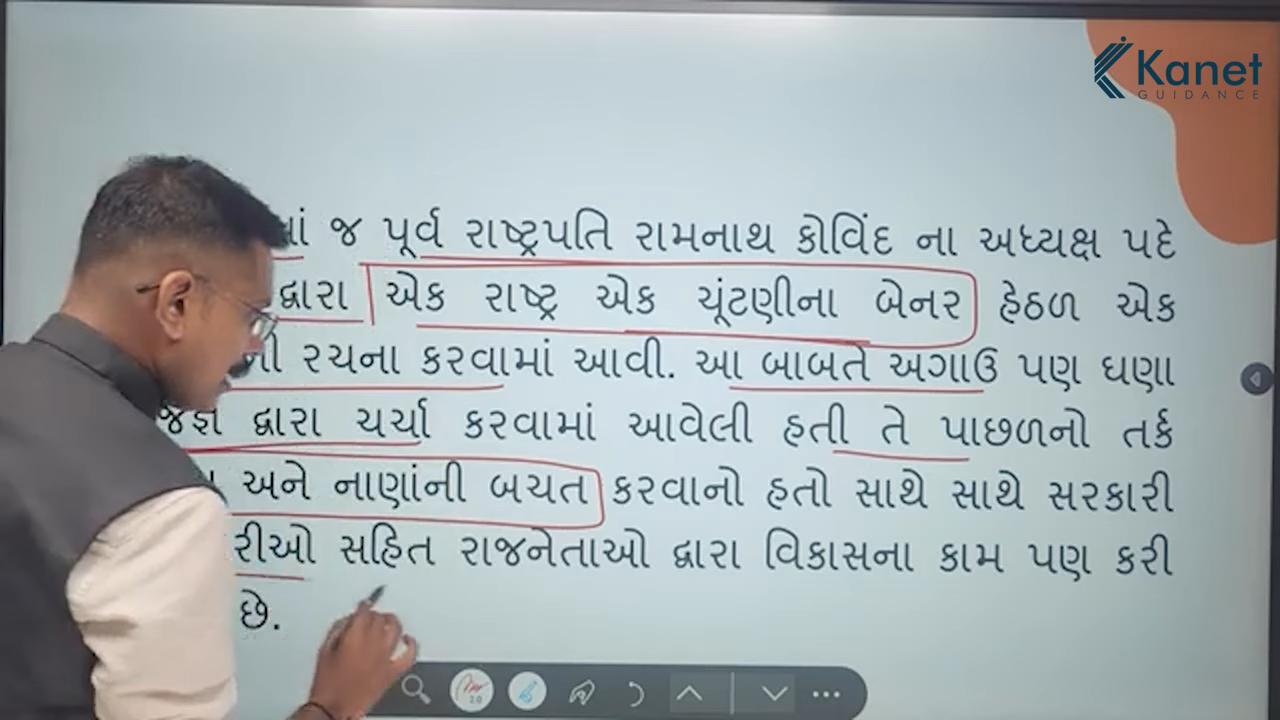 Kanet
GUIDANCE
જ પૂર્વ રાષ્ટ્રપતિ રામનાથ કોવિંદ ના અધ્યક્ષ પદે
દ્વારા એક રાષ્ટ્ર એક ચૂંટણીના બેનર હેઠળ એક
રચના કરવામાં આવી. આ બાબતે અગાઉ પણ ઘણા
દ્વારા ચર્ચા કરવામાં આવેલી હતી તે પાછળનો તર્ક
અને નાણાંની બચત કરવાનો હતો સાથે સાથે સરકારી
સહિત રાજનેતાઓ દ્વારા વિકાસના કામ પણ કરી
છે.